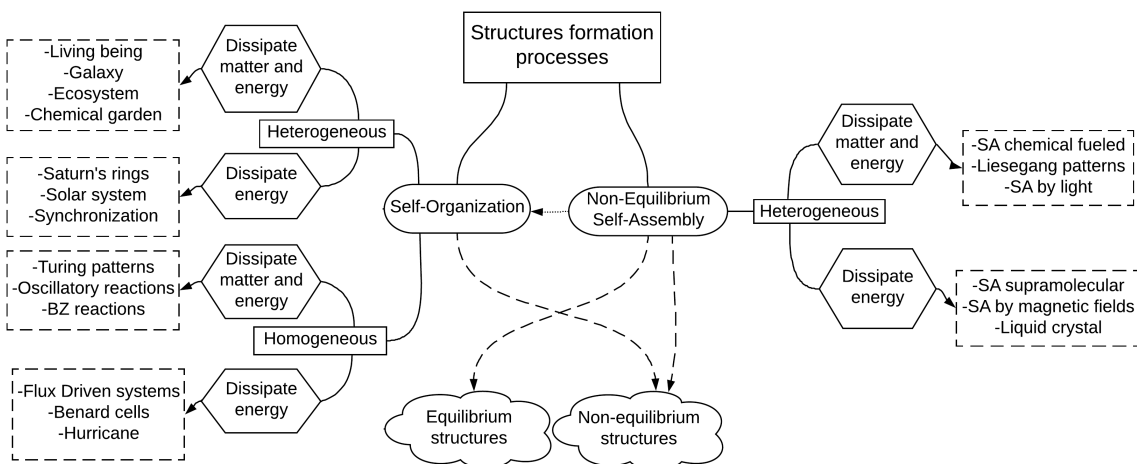 Structures formation
processes
-Living being
-Galaxy
-Ecosystem
-Chemical garden
Dissipate
matter and
energy
Heterogeneous
-Saturn's rings
-Solar system
-Synchronization
Dissipate
energy
-Turing patterns
-Oscillatory reactions
-BZ reactions
Dissipate
matter and
energy
Homogeneous
-Flux Driven systems
-Benard cells
-Hurricane
Dissipate
energy
Self-Organization
Non-Equilibrium
Self-Assembly
Heterogeneous
Dissipate
matter and
energy
-SA chemical fueled
-Liesegang patterns
-SA by light
Dissipate
energy
-SA supramolecular
-SA by magnetic fields
-Liquid crystal
Equilibrium
structures
Non-equilibrium
structures